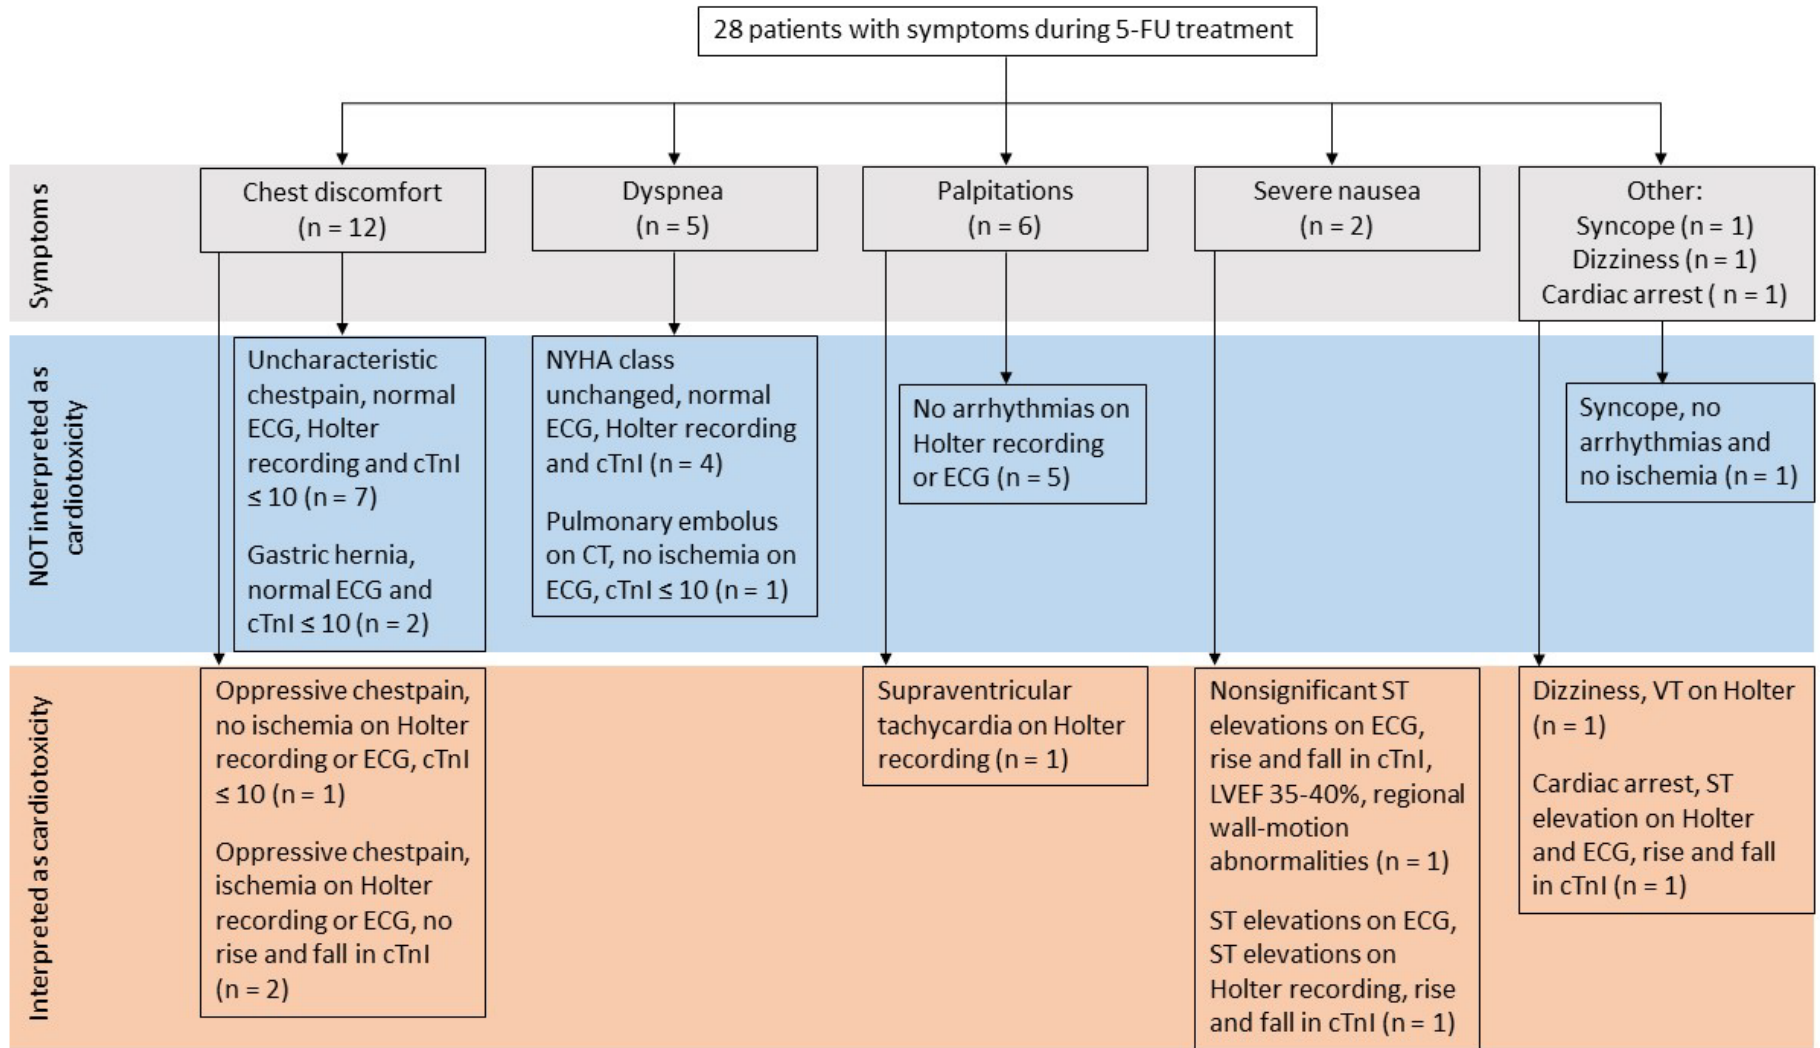 28 patients with symptoms during 5-FU treatment
Symptoms
Chest discomfort
(n = 12)
Dyspnea
(n = 5)
Palpitations
(n = 6)
Severe nausea
(n = 2)
Other:
Syncope (n = 1)
Dizziness (n = 1)
Cardiac arrest ( n = 1)
NOT interpreted as
cardiotoxicity
Uncharacteristic
chestpain, normal
ECG, Holter
recording and cTnI
≤ 10 (n = 7)
Gastric hernia,
normal ECG and
cTnI ≤ 10 (n = 2)
NYHA class
unchanged, normal
ECG, Holter recording
and cTnI (n = 4)
Pulmonary embolus
on CT, no ischemia on
ECG, cTnI ≤ 10 (n = 1)
No arrhythmias on
Holter recording
or ECG (n = 5)
Syncope, no
arrhythmias and
no ischemia (n = 1)
Interpreted as cardiotoxicity
Oppressive chestpain,
no ischemia on Holter
recording or ECG, cTnI
≤ 10 (n = 1)
Oppressive chestpain,
ischemia on Holter
recording or ECG, no
rise and fall in cTnI
(n = 2)
Supraventricular
tachycardia on Holter
recording (n = 1)
Nonsignificant ST
elevations on ECG,
rise and fall in cTnI,
LVEF 35-40%, regional
wall-motion
abnormalities (n = 1)
ST elevations on ECG,
ST elevations on
Holter recording, rise
and fall in cTnI (n = 1)
Dizziness, VT on Holter
(n = 1)
Cardiac arrest, ST
elevation on Holter
and ECG, rise and fall
in cTnI (n = 1)